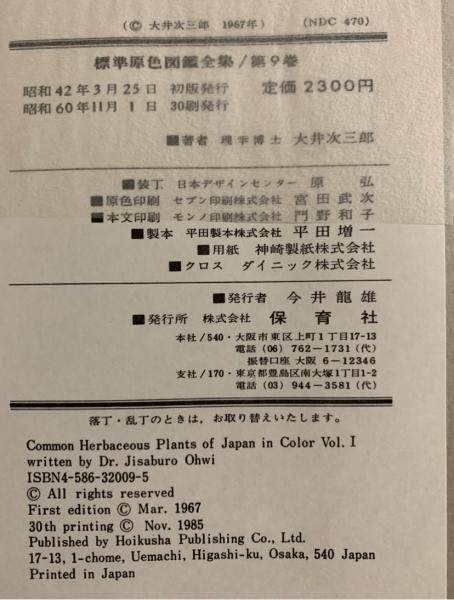 (© 大井次三郎 1967年) (NDC 470)
標準原色図鑑全集/第9巻
昭和42年3月25日 初版発行 定価2300円
昭和60年11月1日 30刷発行
■著者 理学博士 大井次三郎
■装丁 日本デザインセンター 原 弘
■原色印刷 セブン印刷株式会社 宮田武次
■本文印刷 モンノ印刷株式会社 門野和子
■製本 平田製本株式会社 平田増一
■用紙 神崎製紙株式会社
■クロス ダイニック株式会社
■発行者 今井龍雄
■発行所 株式会社 保育社
本社/540・大阪市東区上町1丁目17-13
電話 (06) 762-1731(代)
振替口座 大阪 6-12346
支社/170・東京都豊島区南大塚1丁目1-2
電話 (03) 944-3581(代)
落丁・乱丁のときは,お取り替えいたします。
Common Herbaceous Plants of Japan in Color Vol. I
written by Dr. Jisaburo Ohwi
ISBN4-586-32009-5
© All rights reserved
First edition © Mar. 1967
30th printing © Nov. 1985
Published by Hoikusha Publishing Co., Ltd.
17-13, 1-chome, Uemachi, Higashi-ku, Osaka, 540 Japan
Printed in Japan